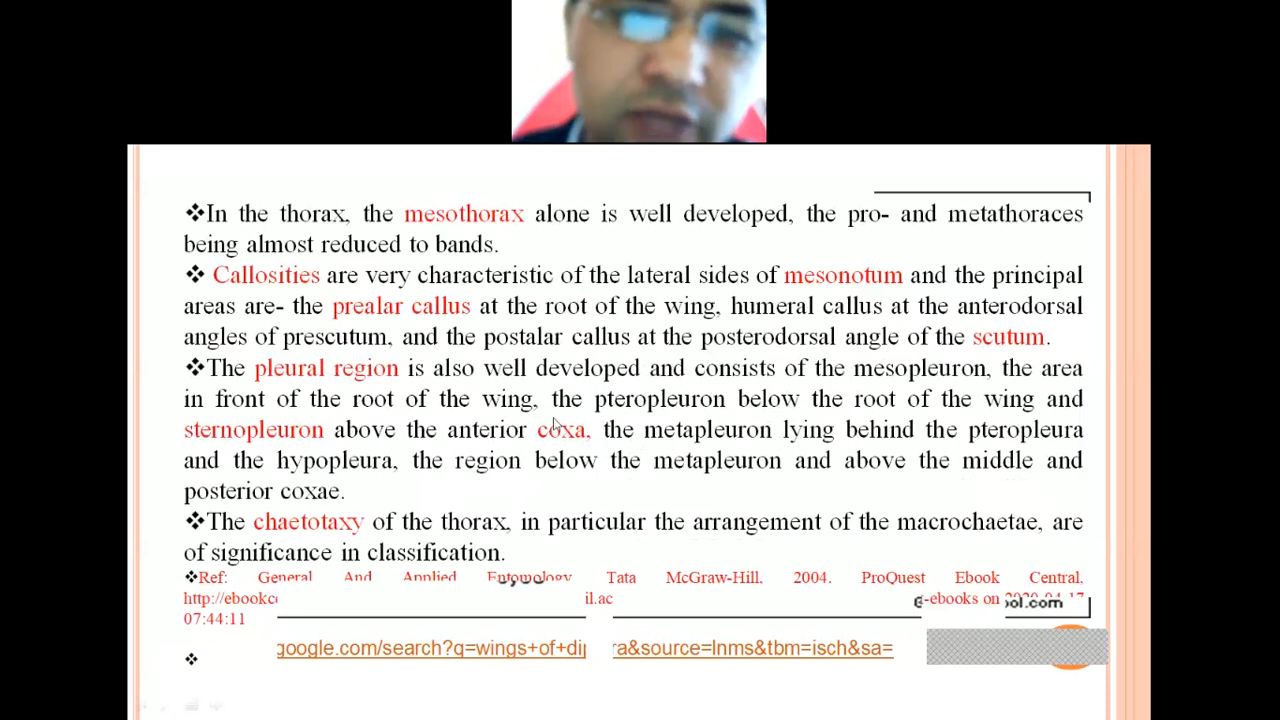 ❖In the thorax, the mesothorax alone is well developed, the pro- and metathoraces
being almost reduced to bands.
❖ Callosities are very characteristic of the lateral sides of mesonotum and the principal
areas are- the prealar callus at the root of the wing, humeral callus at the anterodorsal
angles of prescutum, and the postalar callus at the posterodorsal angle of the scutum.
❖The pleural region is also well developed and consists of the mesopleuron, the area
in front of the root of the wing, the pteropleuron below the root of the wing and
sternopleuron above the anterior coxa, the metapleuron lying behind the pteropleura
and the hypopleura, the region below the metapleuron and above the middle and
posterior coxae.
❖The chaetotaxy of the thorax, in particular the arrangement of the macrochaetae, are
of significance in classification.
❖Ref: General And Applied Entomology, Tata McGraw-Hill, 2004. ProQuest Ebook Central,
http://ebookc il.ac -ebooks on 2020-04-17
07:44:11
google.com/search?q=wings+of+di ra&source=lnms&tbm=isch&sa=
❖